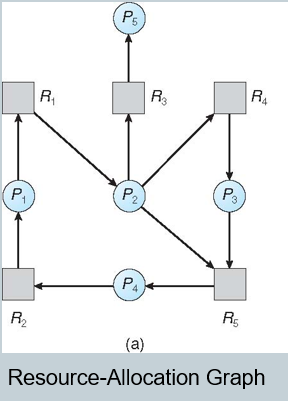 P5
R1
R3
R4
P1
P2
P3
P4
R2
R5
(a)
Resource-Allocation Graph